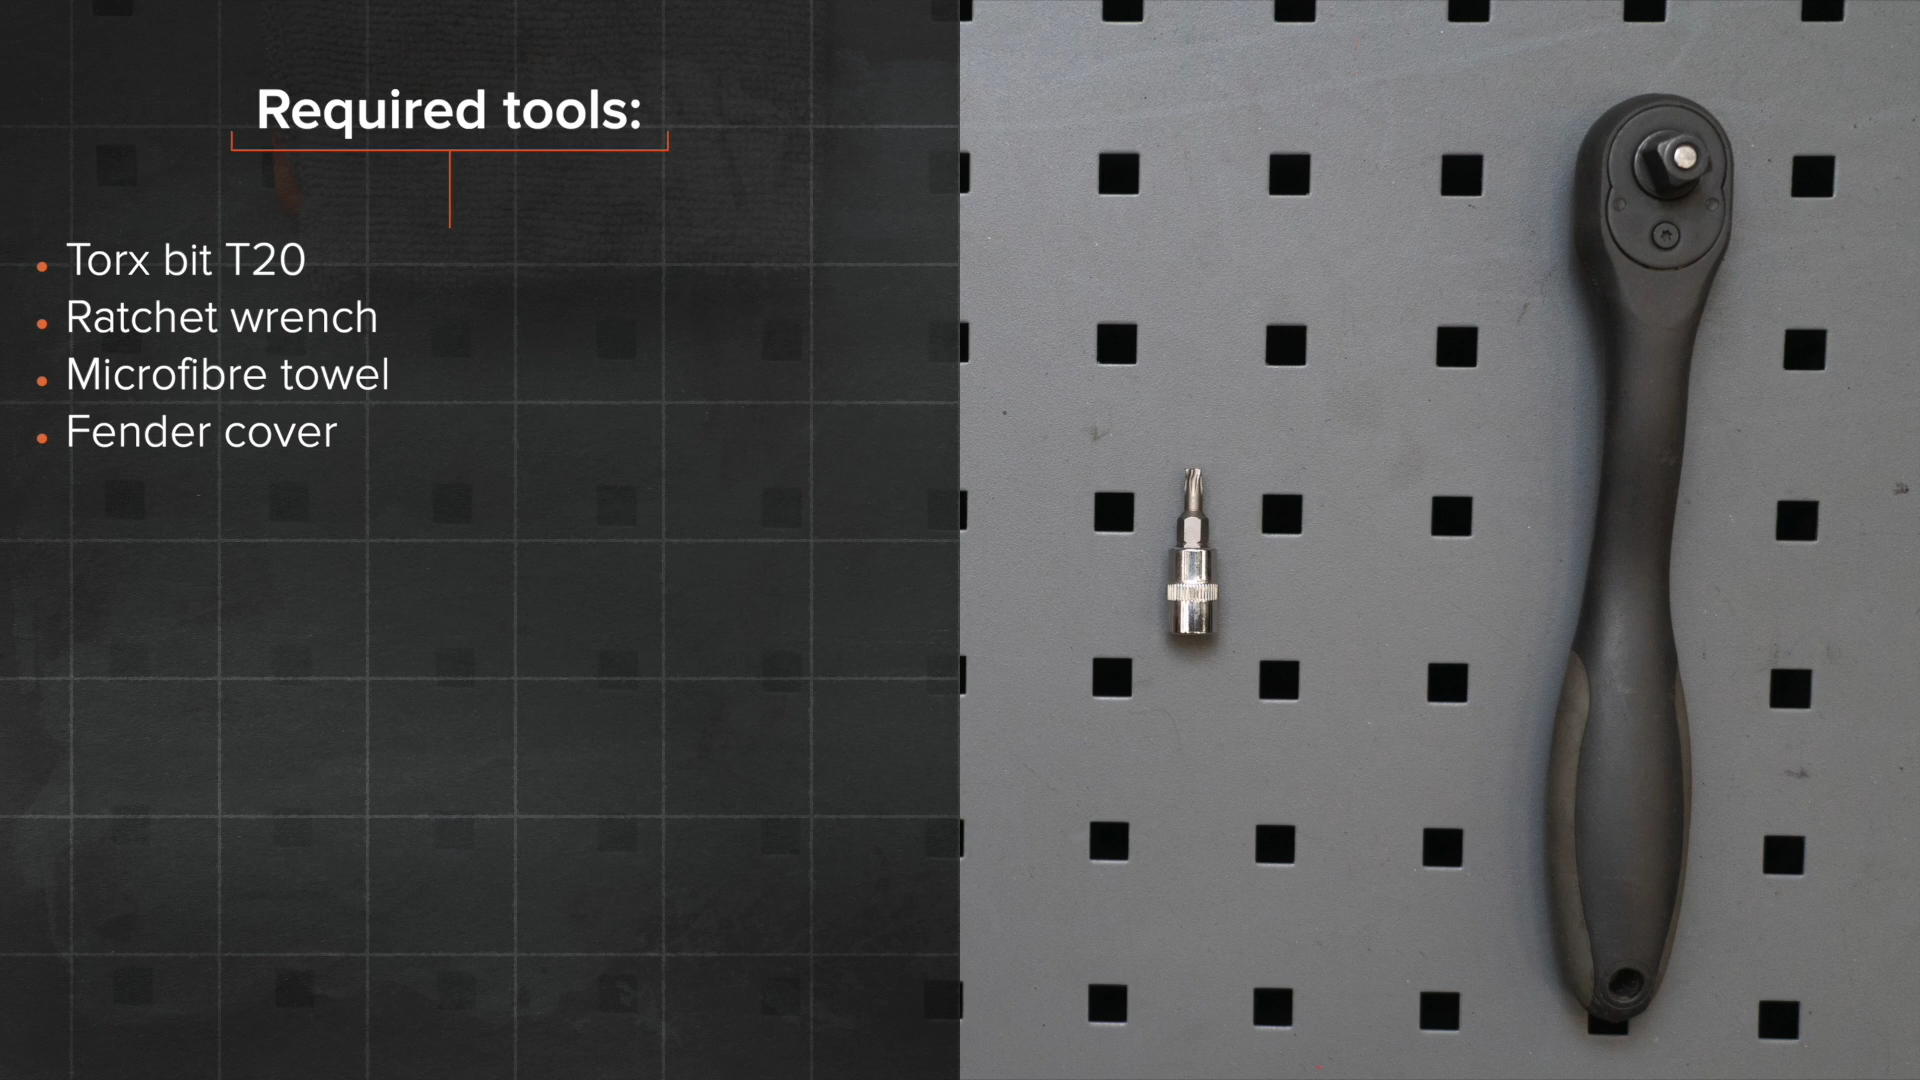 Required tools:
Torx bit T20
Ratchet wrench
Microfibre towel
Fender cover